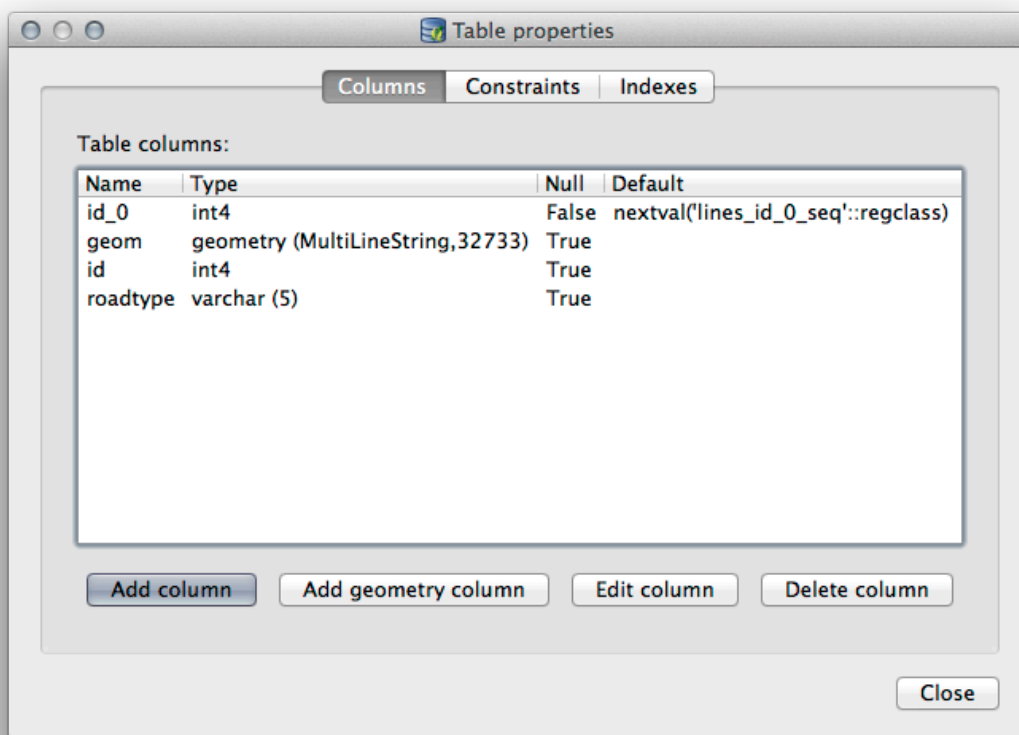 Table properties
Columns Constraints Indexes
Table columns:
Name Type Null Default
id_0 int4 False nextval('lines_id_0_seq'::regclass)
geom geometry (MultiLineString,32733) True
id int4 True
roadtype varchar (5) True
Add column Add geometry column Edit column Delete column
Close